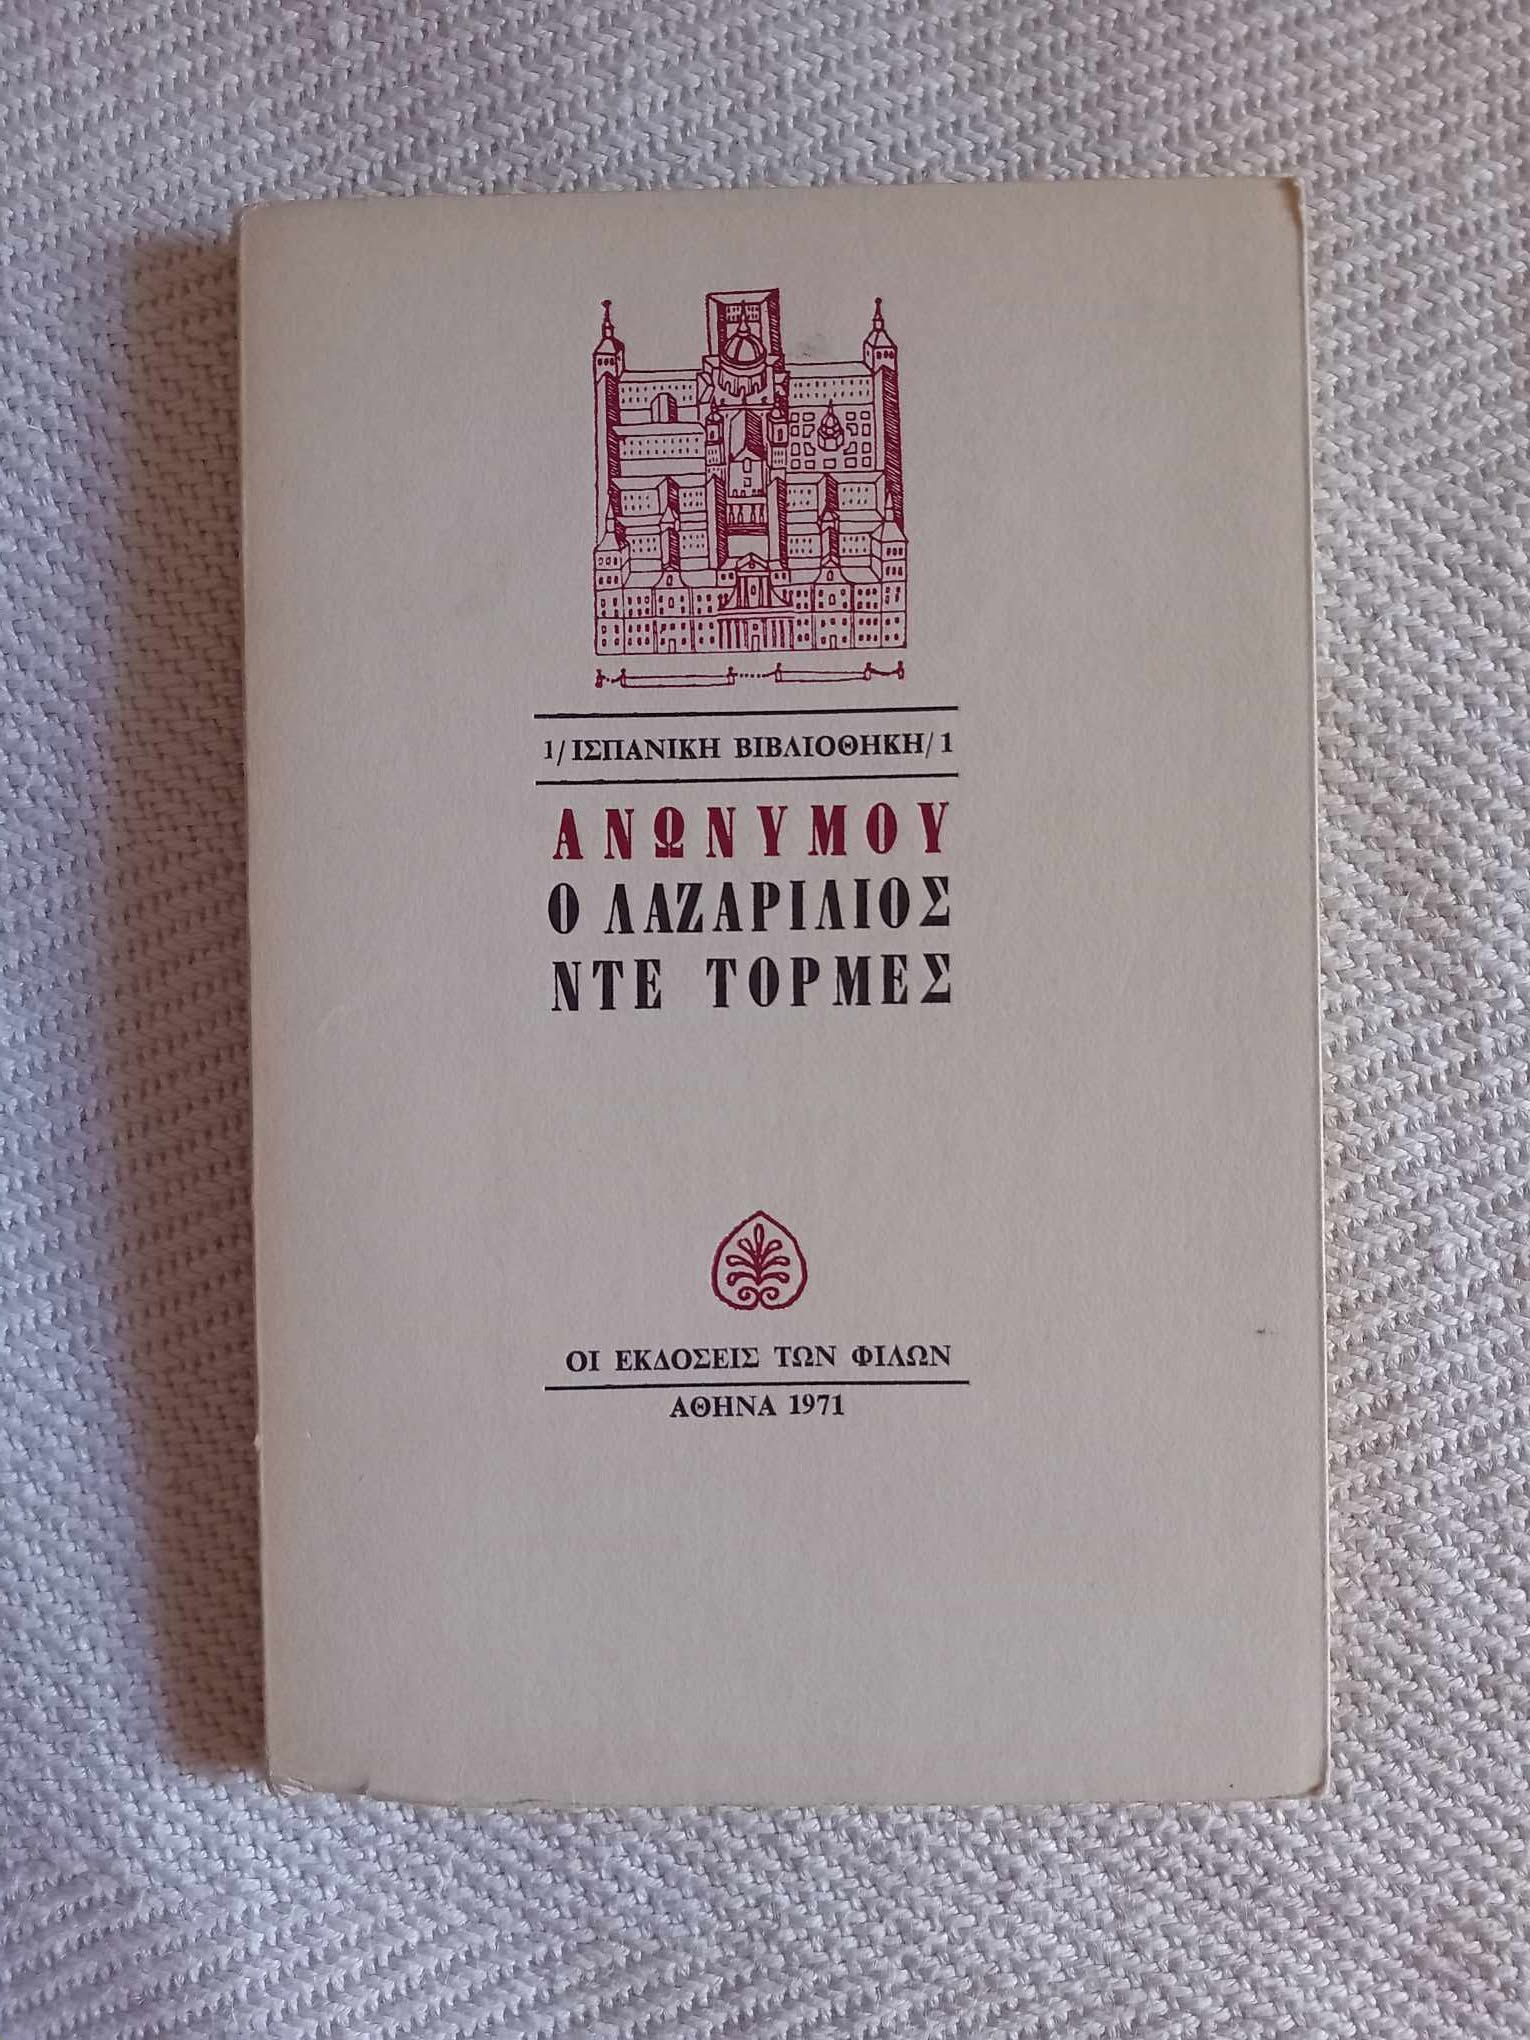 1/ΙΣΠΑΝΙΚΗ ΒΙΒΛΙΟΘΗΚΗ/1
ΑΝΩΝΥΜΟΥ
Ο ΛΑΖΑΡΙΛΙΟΣ
ΝΤΕ ΤΟΡΜΕΣ
ΟΙ ΕΚΔΟΣΕΙΣ ΤΩΝ ΦΙΛΩΝ
ΑΘΗΝΑ 1971